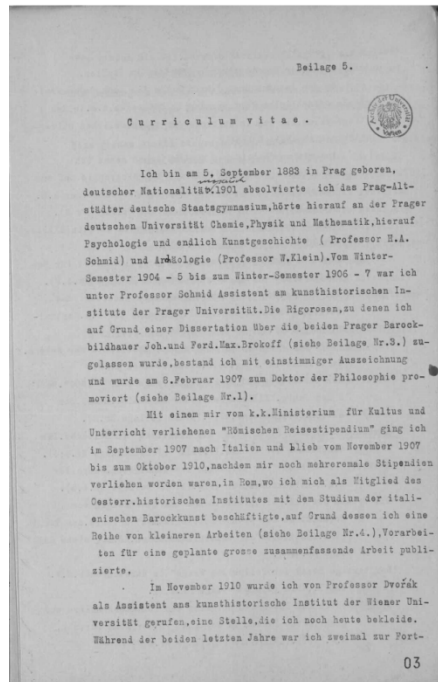 Beilage 5.
Curriculum vitae.
Ich bin am 5. September 1883 in Prag geboren,
deutscher Nationalität.1901 absolvierte ich das Prag-Alt-
städter deutsche Staatsgymnasium,hörte hierauf an der Prager
deutschen Universität Chemie,Physik und Mathematik,hierauf
Psychologie und endlich Kunstgeschichte ( Professor H.A.
Schmid) und Archäologie (Professor W.Klein).Vom Winter-
Semester 1904 - 5 bis zum Winter-Semester 1906 - 7 war ich
unter Professor Schmid Assistent am kunsthistorischen In-
stitute der Prager Universität.Die Rigorosen,zu denen ich
auf Grund einer Dissertation über die beiden Prager Barock-
bildhauer Joh.und Ferd.Max.Brokoff (siehe Beilage Nr.3.) zu-
gelassen wurde,bestand ich mit einstimmiger Auszeichnung
und wurde am 8.Februar 1907 zum Doktor der Philosophie pro-
moviert (siehe Beilage Nr.1).
Mit einem mir vom k.k.Ministerium für Kultus und
Unterricht verliehenen "Römischen Reisestipendium" ging ich
im September 1907 nach Italien und blieb vom November 1907
bis zum Oktober 1910,nachdem mir noch mehreremale Stipendien
verliehen worden waren,in Rom,wo ich mich als Mitglied des
Oesterr.historischen Institutes mit dem Studium der itali-
enischen Barockkunst beschäftigte,auf Grund dessen ich eine
Reihe von kleineren Arbeiten (siehe Beilage Nr.4.),Vorarbei-
ten für eine geplante grosse zusammenfassende Arbeit publi-
zierte.
Im November 1910 wurde ich von Professor Dvořák
als Assistent ans kunsthistorische Institut der Wiener Uni-
versität gerufen,eine Stelle,die ich noch heute bekleide.
Während der beiden letzten Jahre war ich zweimal zur Fort-
03